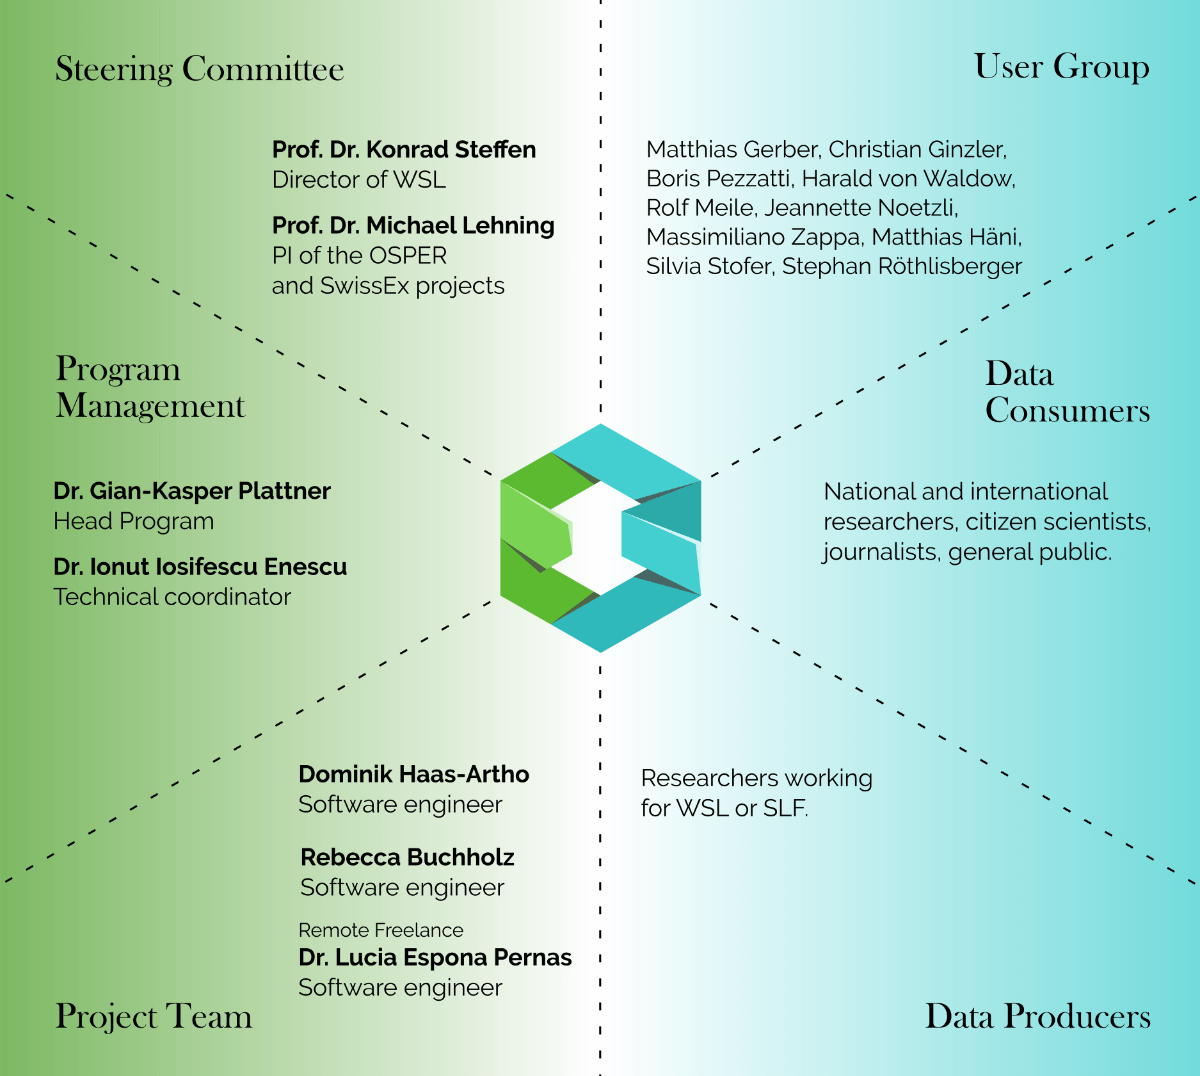 Steering Committee
Prof. Dr. Konrad Steffen
Director of WSL
Prof. Dr. Michael Lehning
PI of the OSPER
and SwissEx projects
User Group
Matthias Gerber, Christian Ginzler,
Boris Pezzatti, Harald von Waldow,
Rolf Meile, Jeannette Noetzli,
Massimiliano Zappa, Matthias Häni,
Silvia Stofer, Stephan Röthlisberger
Program
Management
Dr. Gian-Kasper Plattner
Head Program
Dr. Ionut Iosifescu Enescu
Technical coordinator
Data
Consumers
National and international
researchers, citizen scientists,
journalists, general public.
Dominik Haas-Artho
Software engineer
Rebecca Buchholz
Software engineer
Remote Freelance
Dr. Lucia Espona Pernas
Software engineer
Project Team
Researchers working
for WSL or SLF.
Data Producers